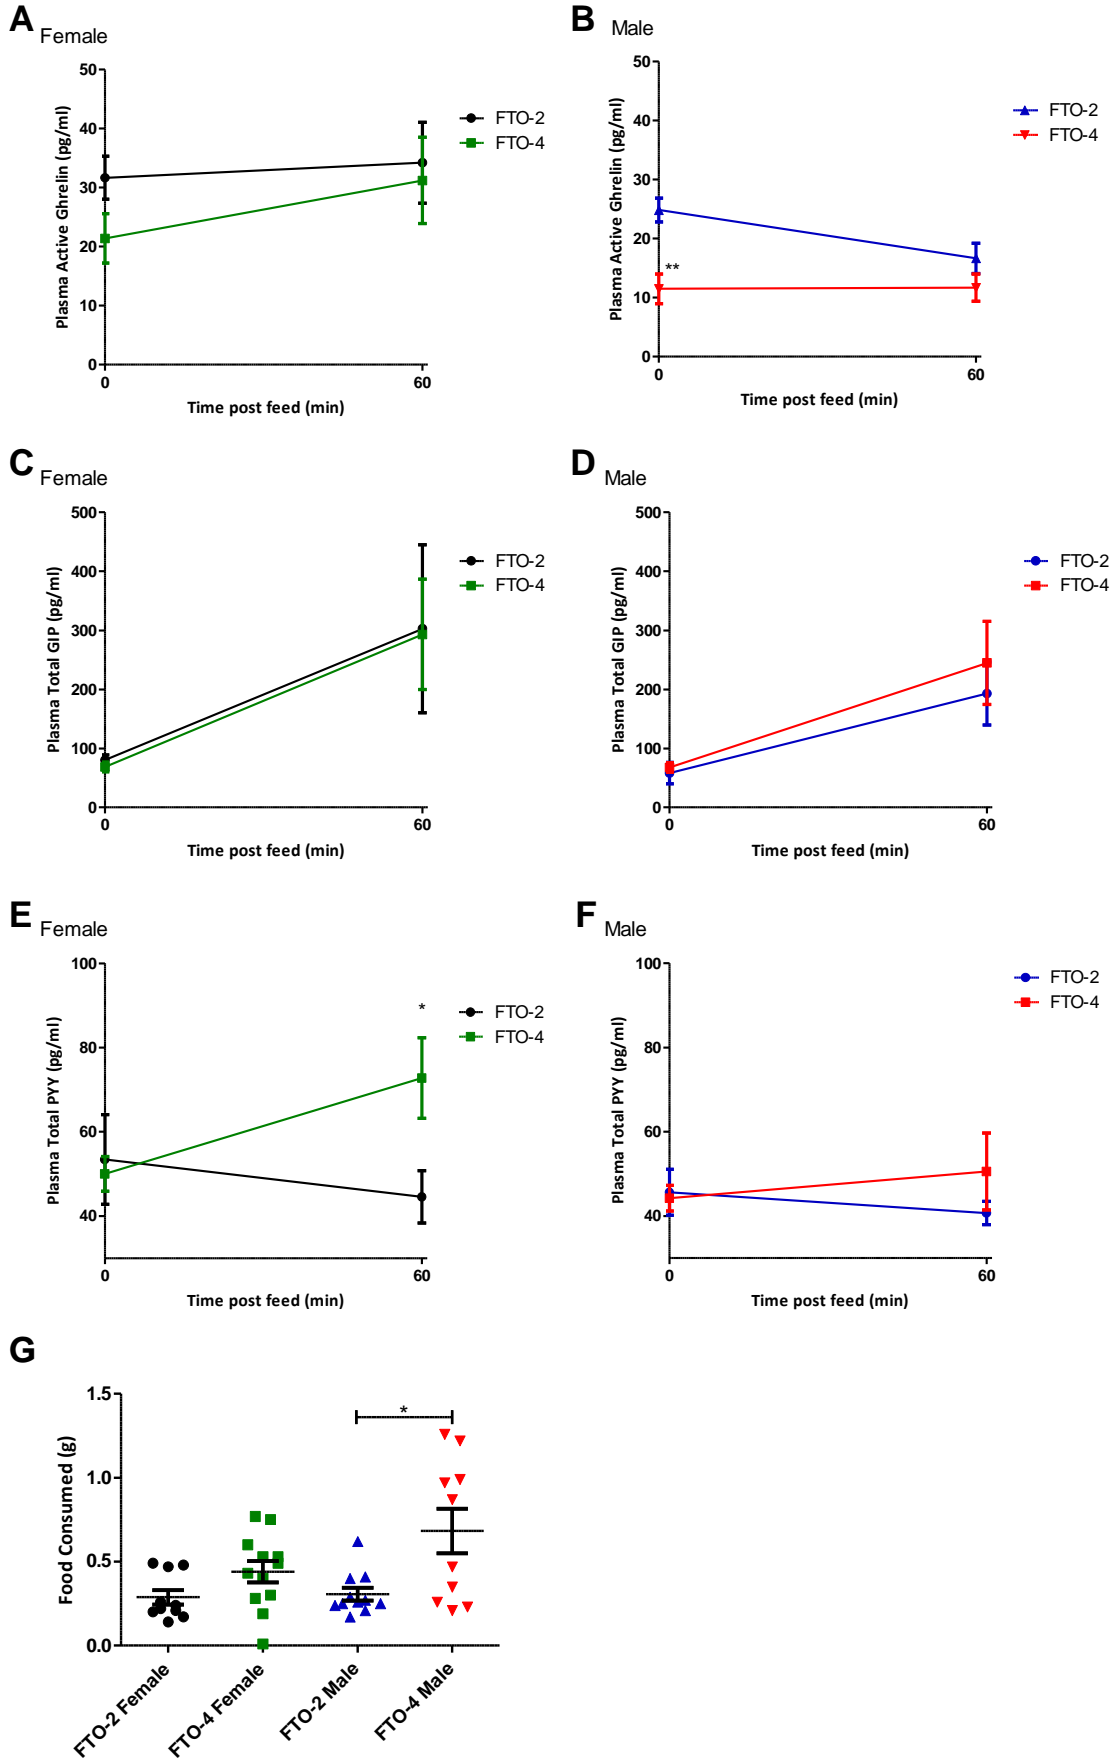 A Female
50
40
30
20
10
0
0 60
Plasma Active Ghrelin (pg/ml)
Time post feed (min)
FTO-2
FTO-4
B Male
50
40
30
20
10
0
0 60
Plasma Active Ghrelin (pg/ml)
Time post feed (min)
**
FTO-2
FTO-4
C Female
500
400
300
200
100
0
0 60
Plasma Total GIP (pg/ml)
Time post feed (min)
FTO-2
FTO-4
D Male
500
400
300
200
100
0
0 60
Plasma Total GIP (pg/ml)
Time post feed (min)
FTO-2
FTO-4
E Female
100
80
60
40
0 60
Plasma Total PYY (pg/ml)
Time post feed (min)
*
FTO-2
FTO-4
F Male
100
80
60
40
0 60
Plasma Total PYY (pg/ml)
Time post feed (min)
FTO-2
FTO-4
G
1.5
1.0
0.5
0.0
Food Consumed (g)
*
FTO-2 Female
FTO-4 Female
FTO-2 Male
FTO-4 Male